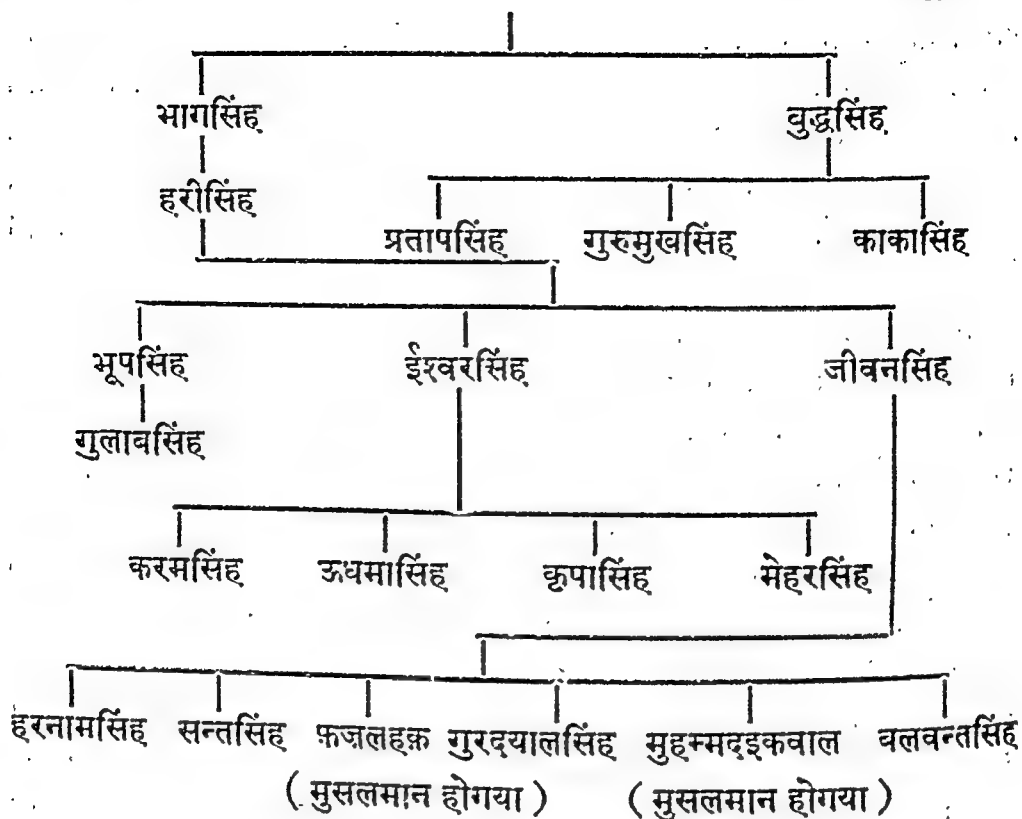 भागसिंह वुद्धसिंह
हरीसिंह
प्रतापसिंह गुरुमुखसिंह काकासिंह
भूपसिंह ईश्वरसिंह जीवनसिंह
गुलाबसिंह
करमसिंह ऊधमासिंह कृपासिंह मेहरसिंह
हरनामसिंह सन्तसिंह फ़ज़लहक़ गुरदयालसिंह मुहम्मदइकवाल वलवन्तसिंह
( मुसलमान होगया ) ( मुसलमान होगया )